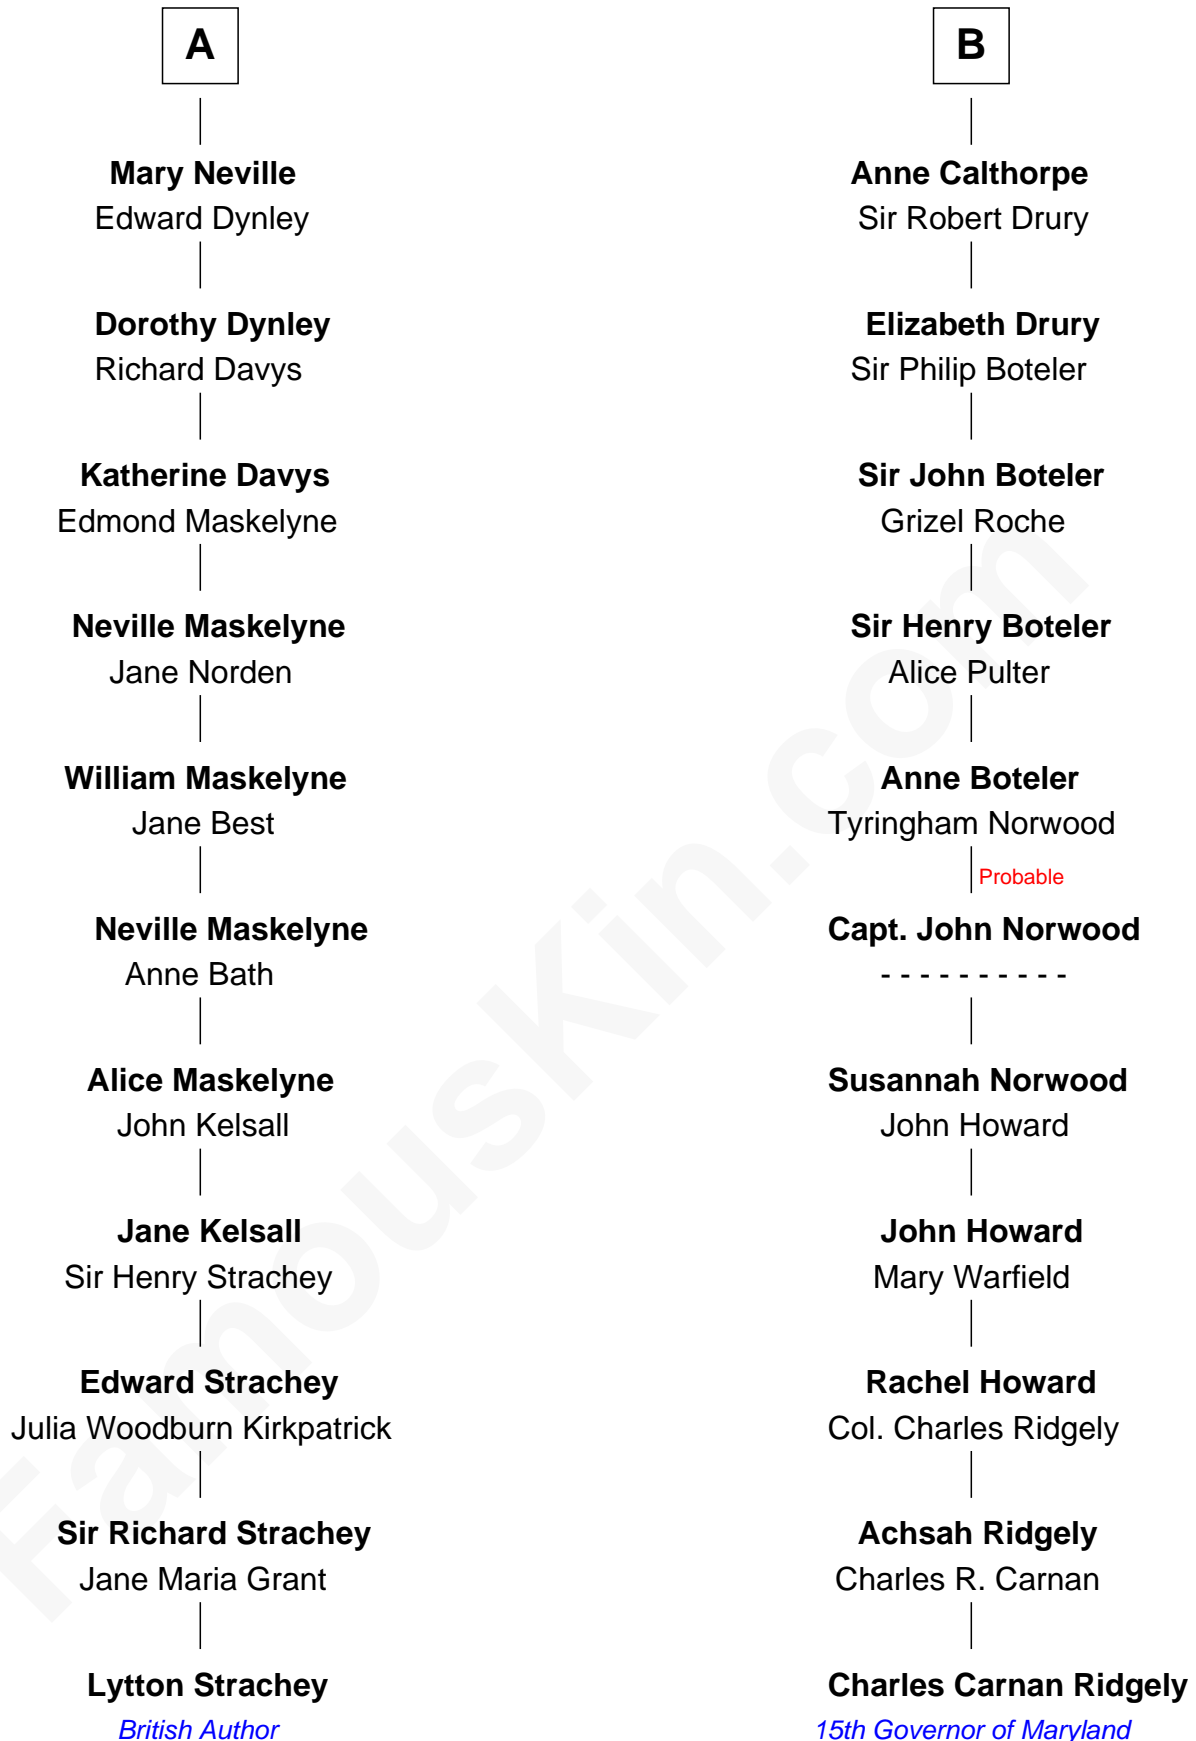 A
Mary Neville
Edward Dynley
Dorothy Dynley
Richard Davys
Katherine Davys
Edmond Maskelyne
Neville Maskelyne
Jane Norden
William Maskelyne
Jane Best
Neville Maskelyne
Anne Bath
Alice Maskelyne
John Kelsall
Jane Kelsall
Sir Henry Strachey
Edward Strachey
Julia Woodburn Kirkpatrick
Sir Richard Strachey
Jane Maria Grant
Lytton Strachey
British Author
B
Anne Calthorpe
Sir Robert Drury
Elizabeth Drury
Sir Philip Boteler
Sir John Boteler
Grizel Roche
Sir Henry Boteler
Alice Pulter
Anne Boteler
Tyringham Norwood
Probable
Capt. John Norwood
- - - - - - - - - -
Susannah Norwood
John Howard
John Howard
Mary Warfield
Rachel Howard
Col. Charles Ridgely
Achsah Ridgely
Charles R. Carnan
Charles Carnan Ridgely
15th Governor of Maryland
FamousKin.com